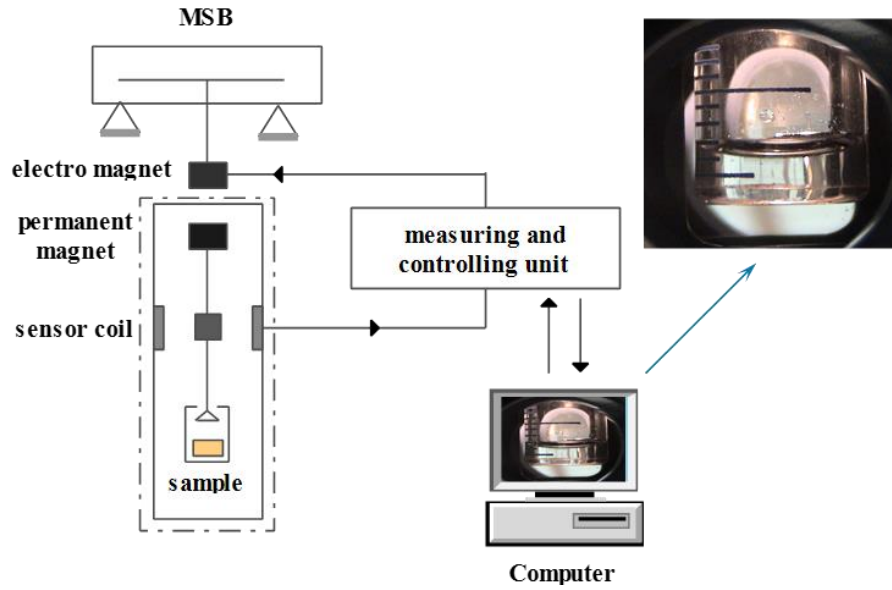 MSB
electro magnet
permanent
magnet
measuring and
controlling unit
sensor coil
sample
Computer